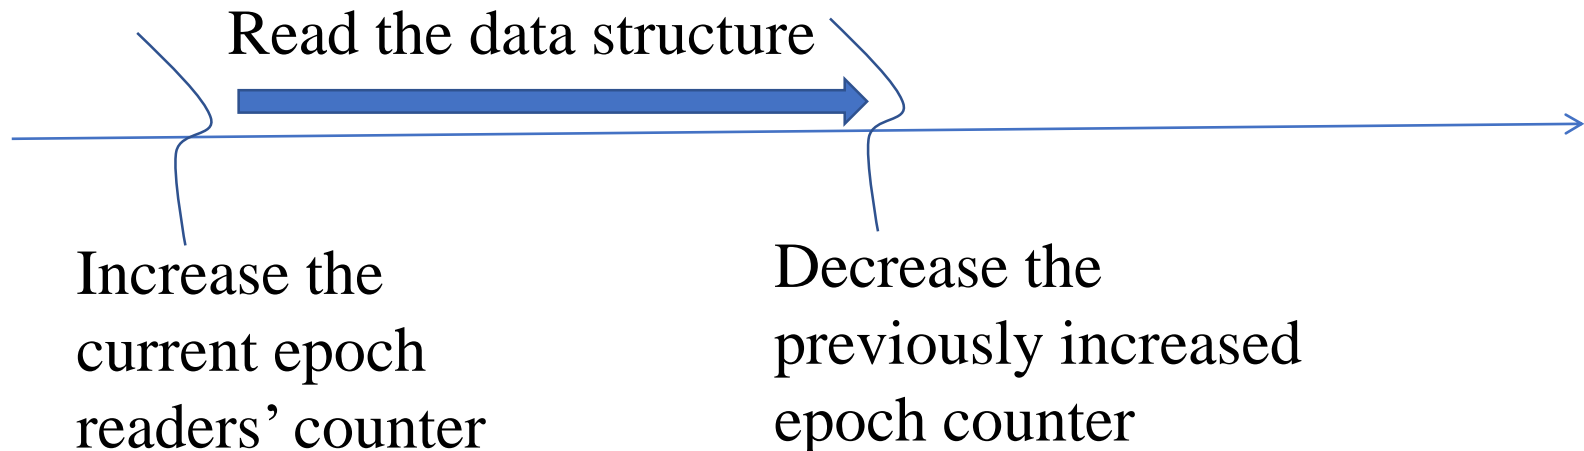 Read the data structure
Increase the
current epoch
readers’ counter
Decrease the
previously increased
epoch counter